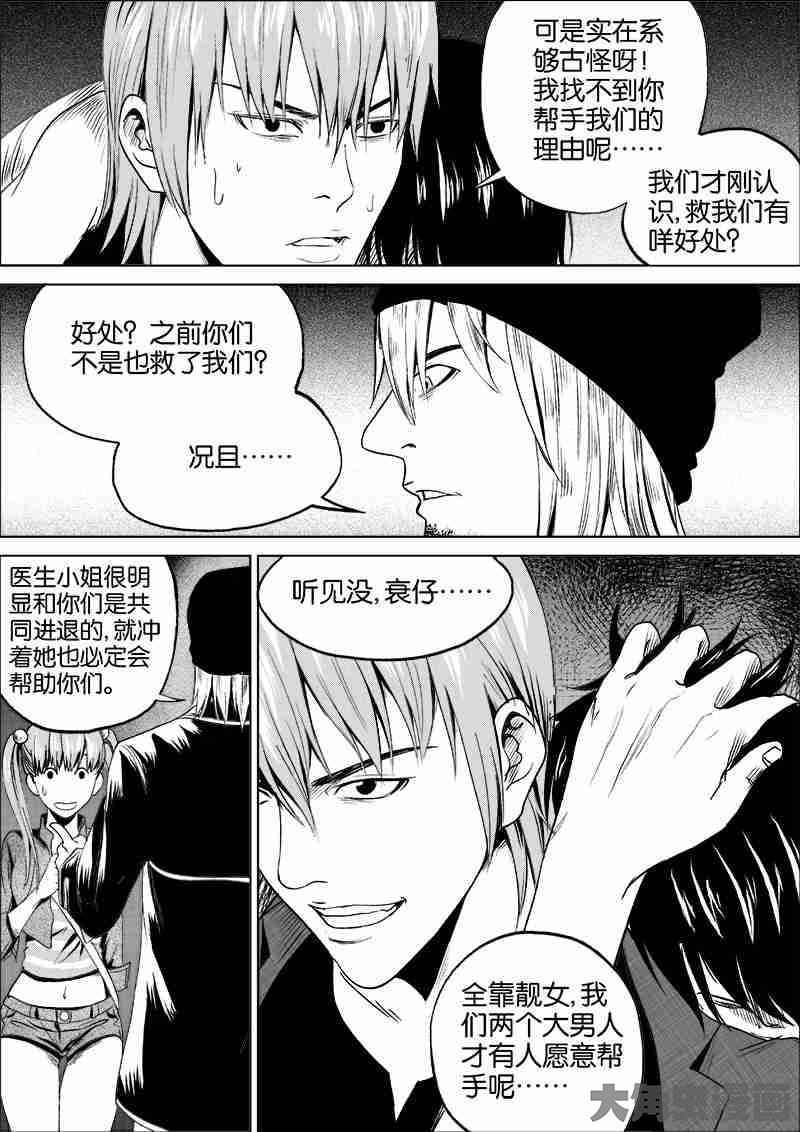 可是实在系
够古怪呀!
我找不到你
帮手我们的
理由呢……
我们才刚认
识,救我们有
咩好处?
好处? 之前你们
不是也救了我们?
况且……
医生小姐很明
显和你们是共
同进退的,就冲
着她也必定会
帮助你们。
听见没,衰仔……
全靠靓女,我
们两个大男人
才有人愿意帮
手呢……
大角虫漫画